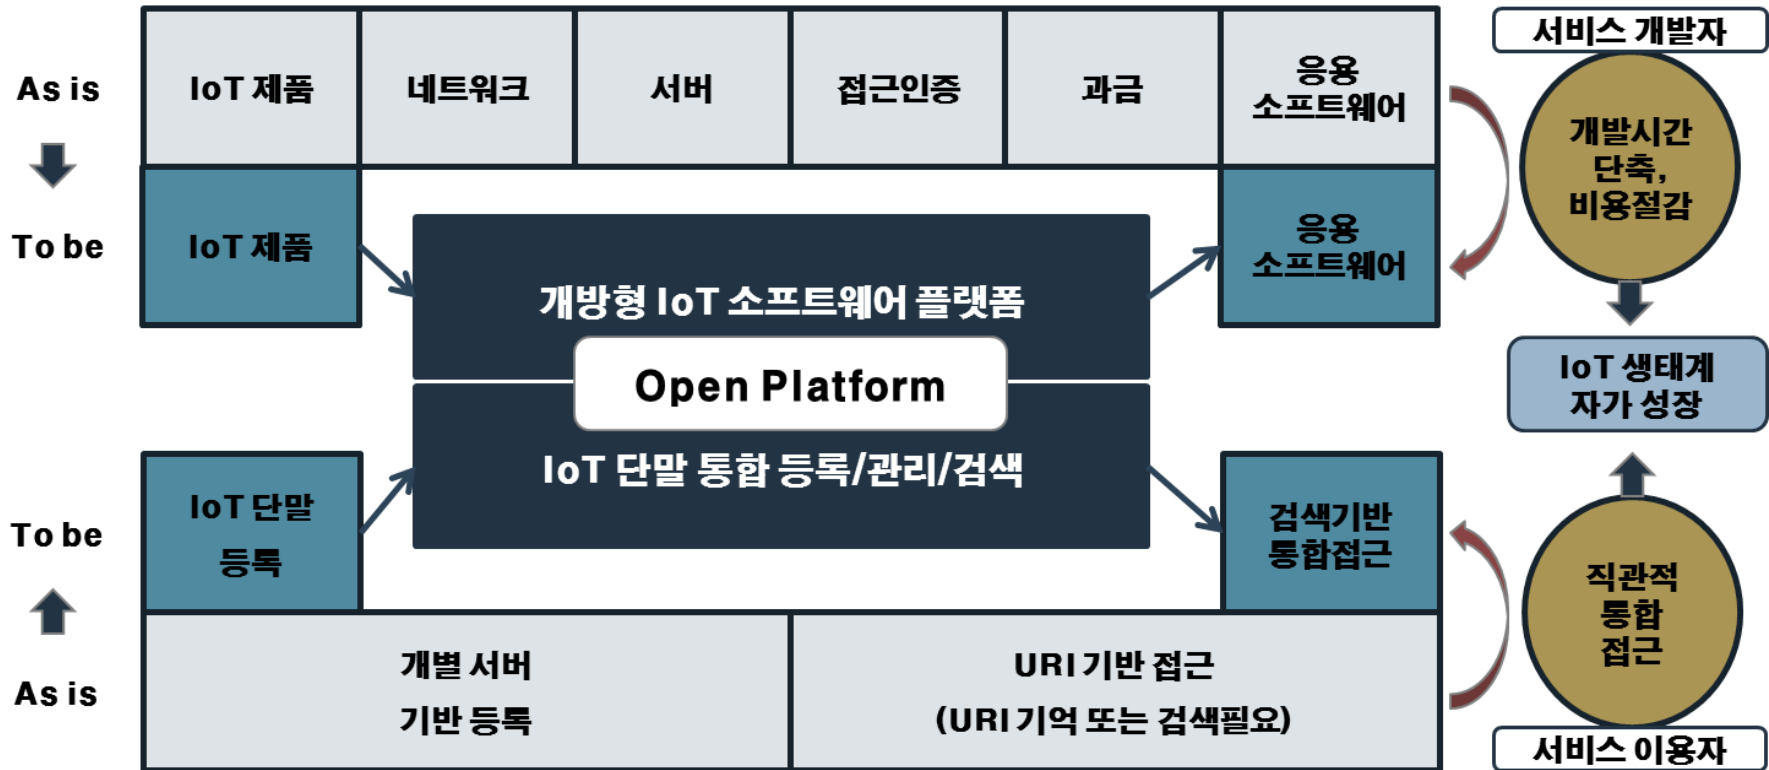 As is
IoT 제품
네트워크
서버
접근인증
과금
응용
소프트웨어
서비스 개발자
개발시간
단축,
비용절감
To be
IoT 제품
개방형 IoT 소프트웨어 플랫폼
응용
소프트웨어
Open Platform
IoT 생태계
자가 성장
To be
IoT 단말
등록
IoT 단말 통합 등록/관리/검색
검색기반
통합접근
직관적
통합
접근
As is
개별 서버
기반 등록
URI 기반 접근
(URI 기억 또는 검색필요)
서비스 이용자